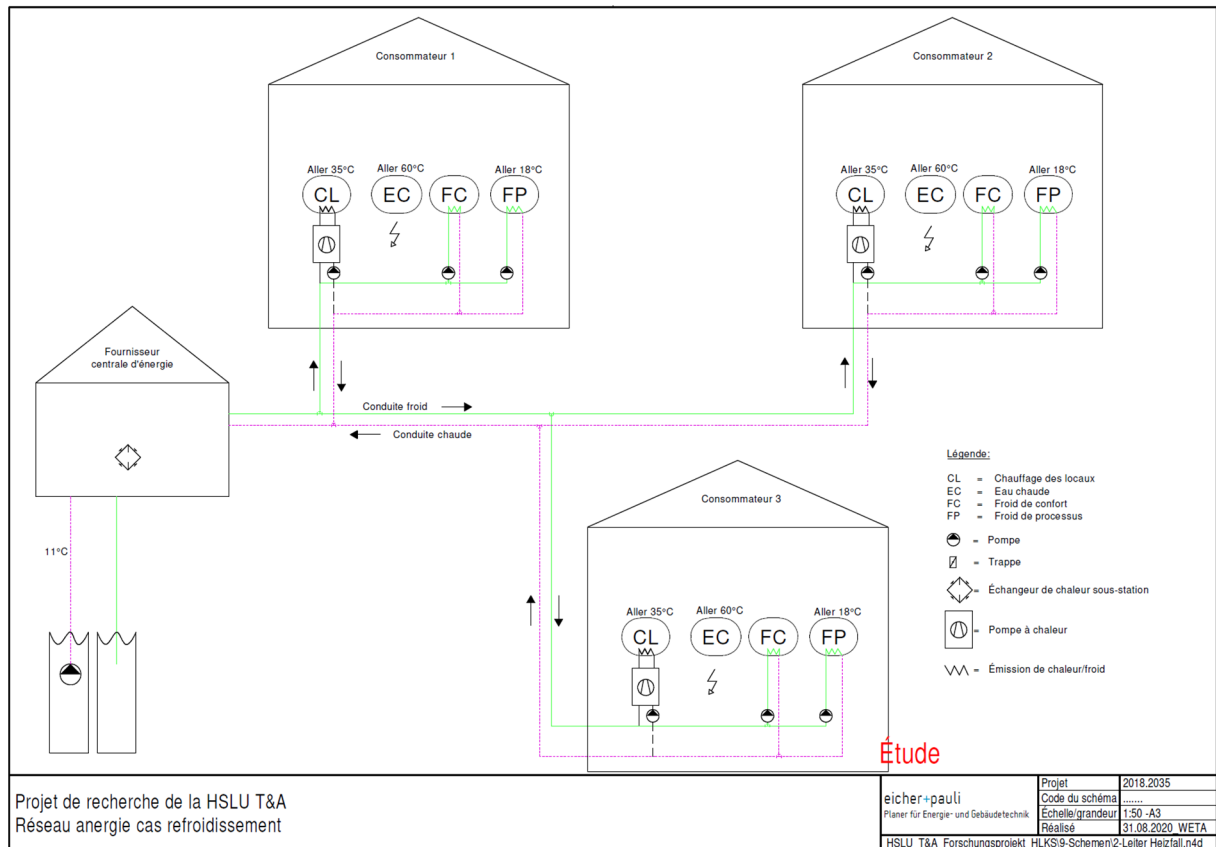 Consommateur 1
Consommateur 2
Aller 35°C
Aller 60°C
Aller 18°C
CL
EC
FC
FP
Aller 35°C
Aller 60°C
Aller 18°C
CL
EC
FC
FP
Fournisseur
centrale d'énergie
Conduite froid
Conduite chaude
11°C
Consommateur 3
Aller 35°C
Aller 60°C
Aller 18°C
CL
EC
FC
FP
Légende:
CL = Chauffage des locaux
EC = Eau chaude
FC = Froid de confort
FP = Froid de processus
= Pompe
= Trappe
= Échangeur de chaleur sous-station
= Pompe à chaleur
= Émission de chaleur/froid
Étude
Projet de recherche de la HSLU T&A
Réseau anergie cas refroidissement
eicher+pauli
Planer für Energie- und Gebäudetechnik
Projet 2018.2035
Code du schéma .......
Échelle/grandeur 1:50 -A3
Réalisé 31.08.2020_WETA
HSLU_T&A_Forschungsprojekt_HLKS\9-Schemen\2-Leiter Heizfall.n4d